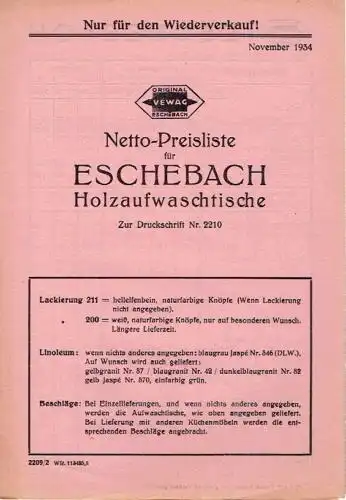 Nur für den Wiederverkauf!
November 1934
ORIGINAL
VEWAG
ESCHEBACH
Netto-Preisliste
für
ESCHEBACH
Holzaufwaschtische
Zur Druckschrift Nr. 2210
Lackierung 211 = hellelfenbein, naturfarbige Knöpfe (Wenn Lackierung
nicht angegeben).
„ 200 = weiß, naturfarbige Knöpfe, nur auf besonderen Wunsch.
Längere Lieferzeit.
Linoleum: wenn nichts anderes angegeben: blaugrau Jaspé Nr. 346 (DLW.),
Auf Wunsch wird auch geliefert:
gelbgranit Nr. 37 / blaugranit Nr. 42 / dunkelblaugranit Nr. 82
gelb Jaspé Nr. 370, einfarbig grün.
Beschläge: Bei Einzellieferungen, und wenn nichts anderes angegeben,
werden die Aufwaschtische, wie oben angegeben geliefert.
Bei Lieferung mit anderen Küchenmöbeln werden die ent-
sprechenden Beschläge angebracht.
2209/2